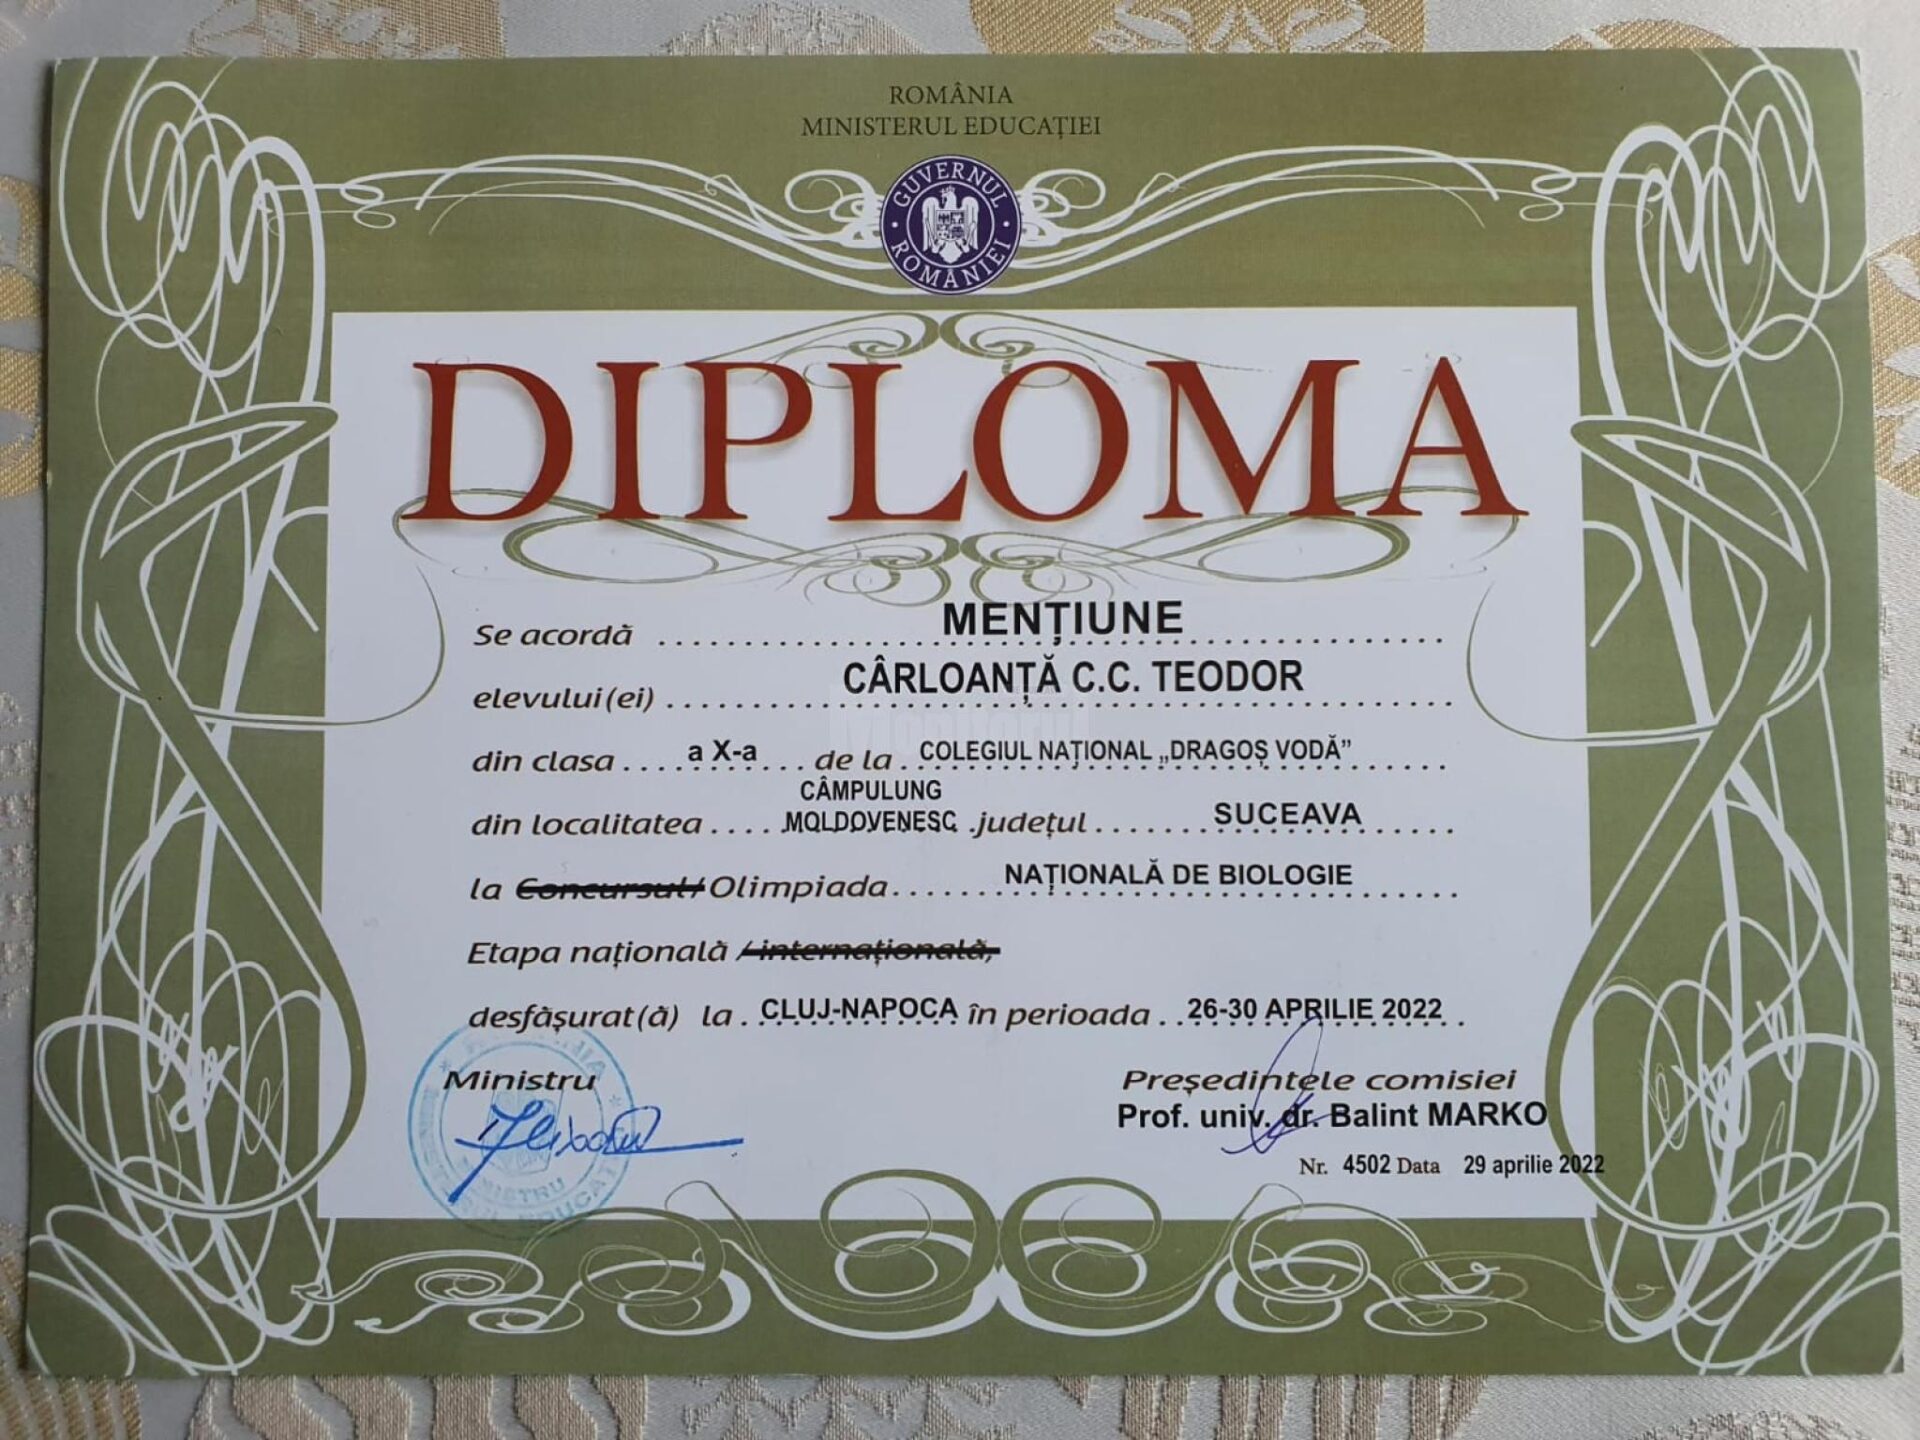 ROMÂNIA
MINISTERUL EDUCAȚIEI
GUVERNUL ROMÂNIEI
DIPLOMA
Se acordă MENȚIUNE
elevului(ei) CÂRLOANȚĂ C.C. TEODOR
din clasa a X-a de la COLEGIUL NAȚIONAL „DRAGOȘ VODĂ”
CÂMPULUNG
din localitatea MOLDOVENESC județul SUCEAVA
la Concursul/ Olimpiada NAȚIONALĂ DE BIOLOGIE
Etapa națională / internațională,
desfășurat(ă) la CLUJ-NAPOCA în perioada 26-30 APRILIE 2022
Ministru
Președintele comisiei
Prof. univ. dr. Balint MARKO
Nr. 4502 Data 29 aprilie 2022